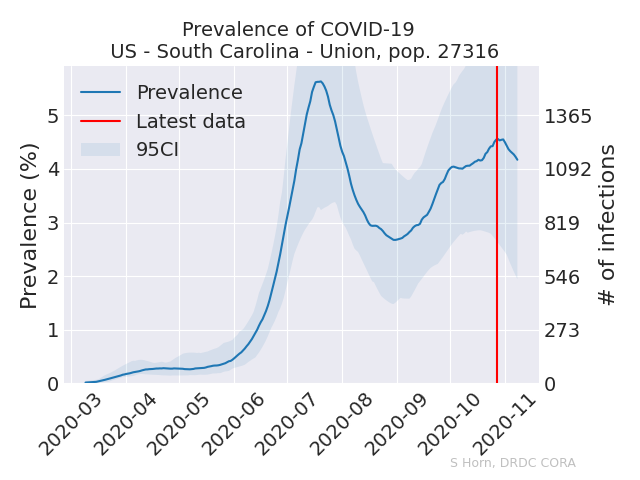 Prevalence of COVID-19
US - South Carolina - Union, pop. 27316
Prevalence
Latest data
95CI
Prevalence (%)
5
4
3
2
1
0
1365
1092
819
546
273
0
# of infections
2020-03
2020-04
2020-05
2020-06
2020-07
2020-08
2020-09
2020-10
2020-11
S Horn, DRDC CORA